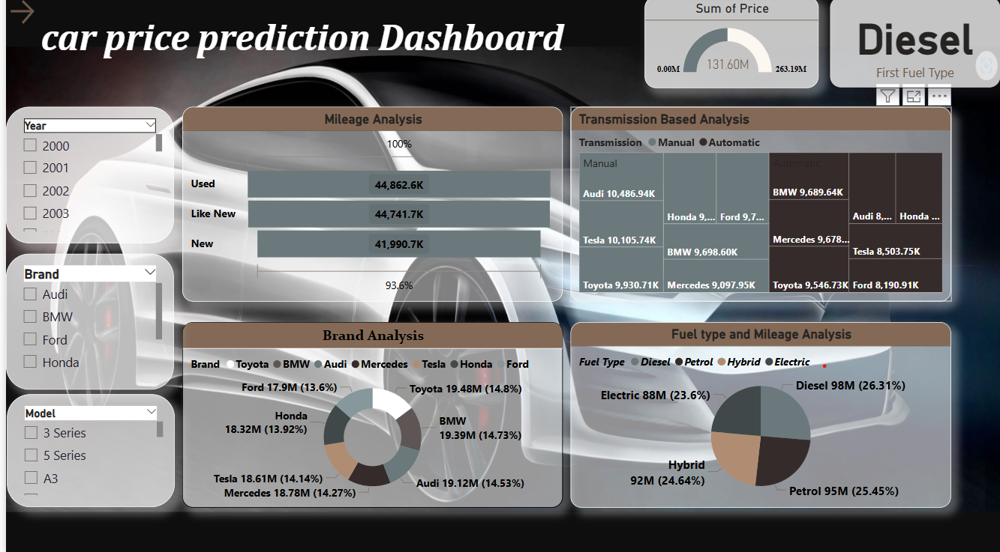 car price prediction Dashboard
Sum of Price
131.60M
0.00M
263.19M
Diesel
First Fuel Type
Year
2000
2001
2002
2003
Brand
Audi
BMW
Ford
Honda
Model
3 Series
5 Series
A3
Mileage Analysis
100%
Used
44,862.6K
Like New
44,741.7K
New
41,990.7K
93.6%
Transmission Based Analysis
Transmission Manual Automatic
Manual
Audi 10,486.94K
Tesla 10,105.74K
Toyota 9,930.71K
Honda 9,...
Ford 9,7...
BMW 9,698.60K
Mercedes 9,097.95K
Automatic
BMW 9,689.64K
Mercedes 9,678...
Toyota 9,546.73K
Audi 8,...
Honda ...
Tesla 8,503.75K
Ford 8,190.91K
Brand Analysis
Brand Toyota BMW Audi Mercedes Tesla Honda Ford
Ford 17.9M (13.6%)
Toyota 19.48M (14.8%)
Honda
18.32M (13.92%)
BMW
19.39M (14.73%)
Tesla 18.61M (14.14%)
Audi 19.12M (14.53%)
Mercedes 18.78M (14.27%)
Fuel type and Mileage Analysis
Fuel Type Diesel Petrol Hybrid Electric
Electric 88M (23.6%)
Diesel 98M (26.31%)
Hybrid
92M (24.64%)
Petrol 95M (25.45%)